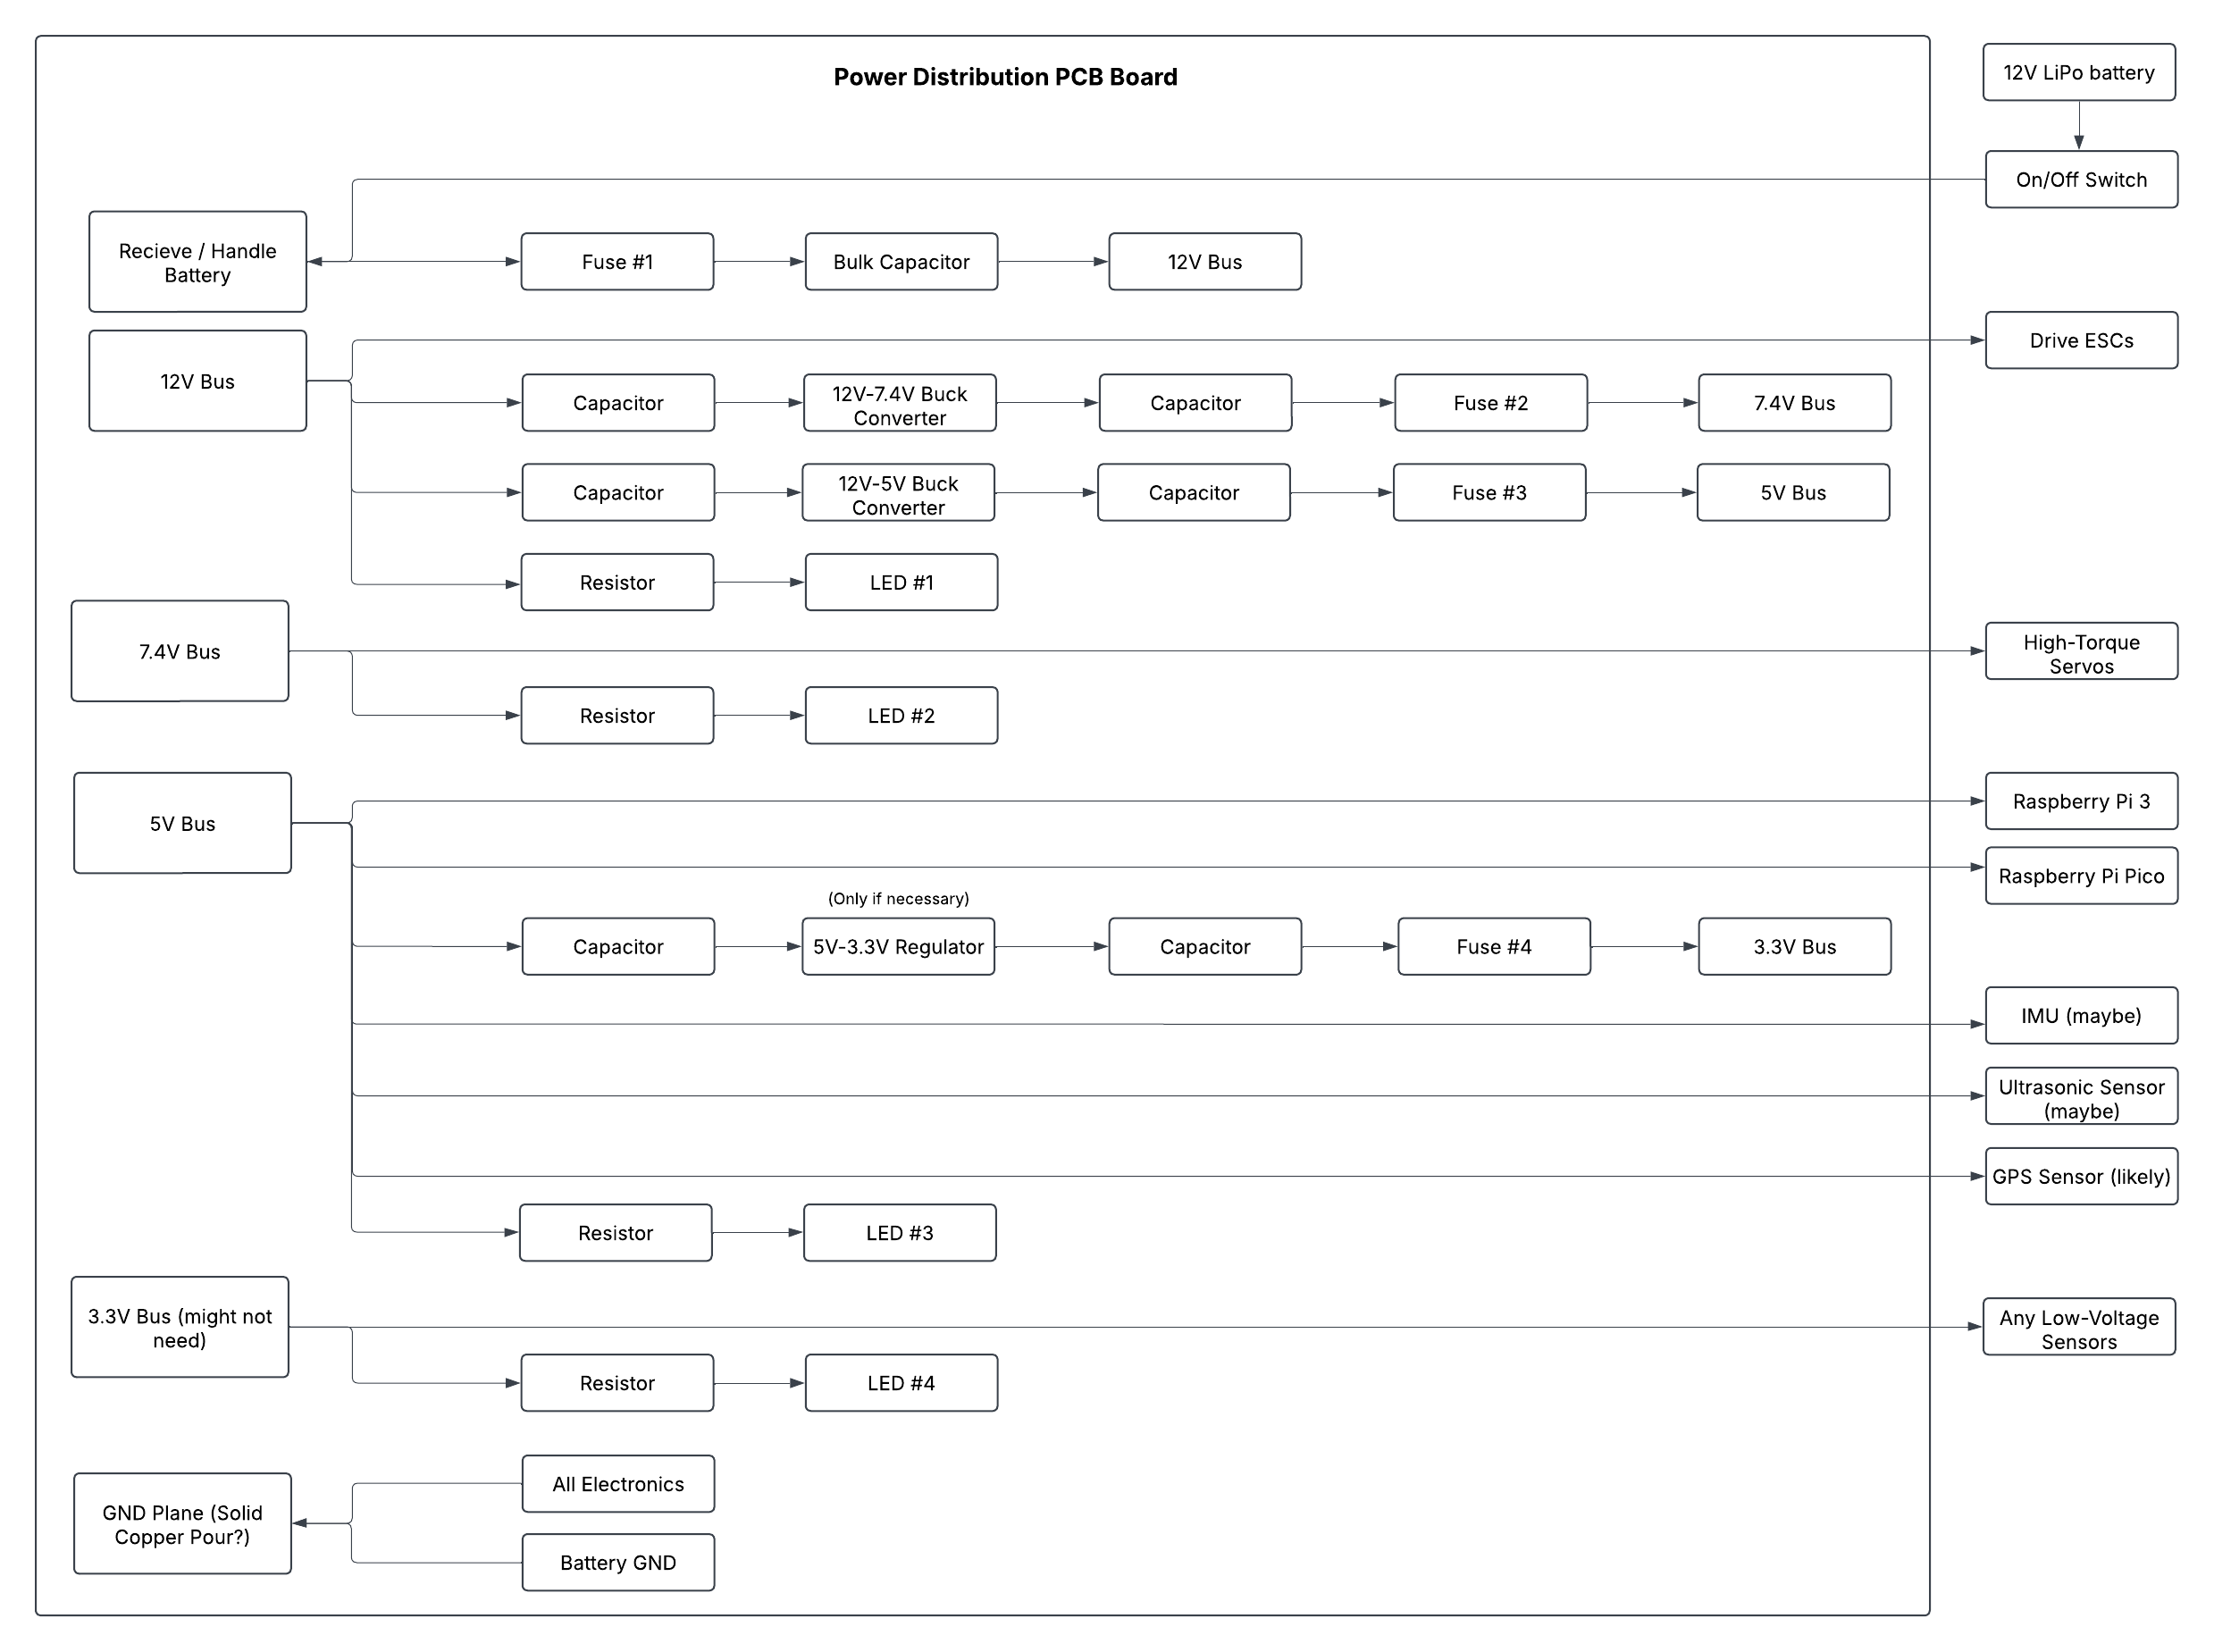 Power Distribution PCB Board
12V LiPo battery
On/Off Switch
Recieve / Handle
Battery
Fuse #1
Bulk Capacitor
12V Bus
12V Bus
Drive ESCs
Capacitor
12V-7.4V Buck
Converter
Capacitor
Fuse #2
7.4V Bus
Capacitor
12V-5V Buck
Converter
Capacitor
Fuse #3
5V Bus
Resistor
LED #1
7.4V Bus
High-Torque
Servos
Resistor
LED #2
5V Bus
Raspberry Pi 3
Raspberry Pi Pico
(Only if necessary)
Capacitor
5V-3.3V Regulator
Capacitor
Fuse #4
3.3V Bus
IMU (maybe)
Ultrasonic Sensor
(maybe)
GPS Sensor (likely)
Resistor
LED #3
3.3V Bus (might not
need)
Any Low-Voltage
Sensors
Resistor
LED #4
GND Plane (Solid
Copper Pour?)
All Electronics
Battery GND